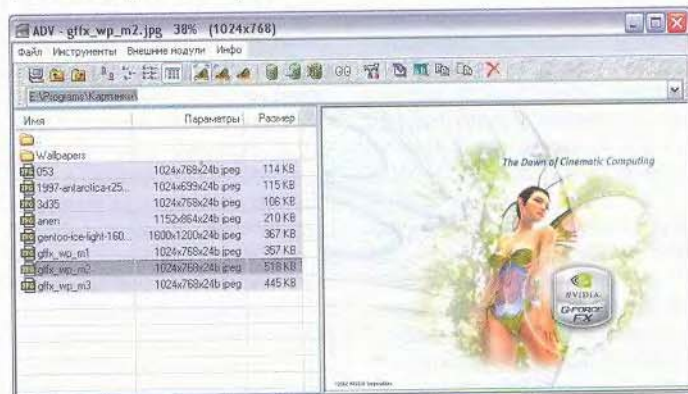 ADV - gffx_wp_m2.jpg 38% (1024x768)
Файл Инструменты Внешние модули Инфо
E:\Programs\Картинки\
Имя Параметры Размер
..
Wallpapers
053 1024x768x24b jpeg 114 KB
1997-antarctica-r25... 1024x699x24b jpeg 115 KB
3d35 1024x768x24b jpeg 106 KB
anen 1152x864x24b jpeg 210 KB
gentoo-ice-light-160... 1600x1200x24b jpeg 367 KB
gffx_wp_m1 1024x768x24b jpeg 357 KB
gffx_wp_m2 1024x768x24b jpeg 518 KB
gffx_wp_m3 1024x768x24b jpeg 445 KB
The Dawn of Cinematic Computing
NVIDIA
GEFORCE
FX